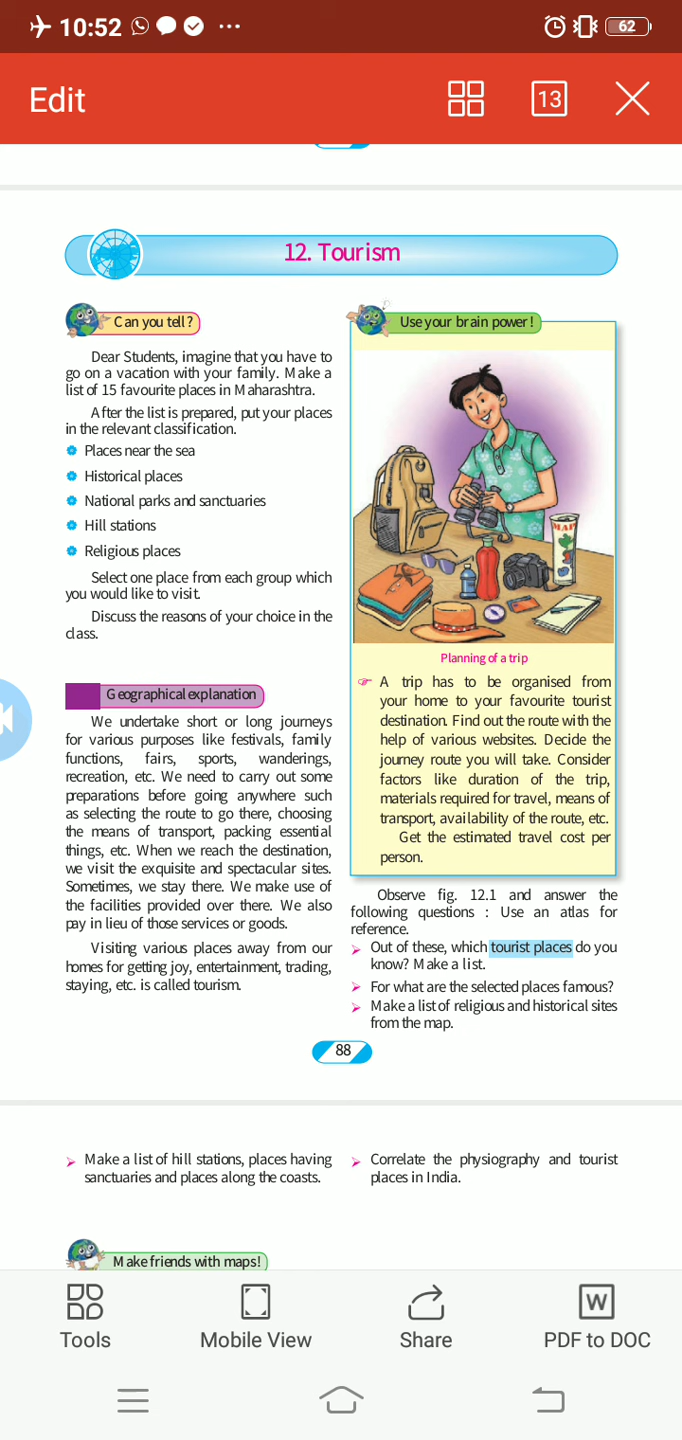 10:52
62
Edit
13
12. Tourism
Can you tell?
Dear Students, imagine that you have to
go on a vacation with your family. Make a
list of 15 favourite places in Maharashtra.
After the list is prepared, put your places
in the relevant classification.
Places near the sea
Historical places
National parks and sanctuaries
Hill stations
Religious places
Select one place from each group which
you would like to visit.
Discuss the reasons of your choice in the
class.
Geographical explanation
We undertake short or long journeys
for various purposes like festivals, family
functions, fairs, sports, wanderings,
recreation, etc. We need to carry out some
preparations before going anywhere such
as selecting the route to go there, choosing
the means of transport, packing essential
things, etc. When we reach the destination,
we visit the exquisite and spectacular sites.
Sometimes, we stay there. We make use of
the facilities provided over there. We also
pay in lieu of those services or goods.
Visiting various places away from our
homes for getting joy, entertainment, trading,
staying, etc. is called tourism.
Use your brain power!
MAP
Planning of a trip
A trip has to be organised from
your home to your favourite tourist
destination. Find out the route with the
help of various websites. Decide the
journey route you will take. Consider
factors like duration of the trip,
materials required for travel, means of
transport, availability of the route, etc.
Get the estimated travel cost per
person.
Observe fig. 12.1 and answer the
following questions : Use an atlas for
reference.
Out of these, which tourist places do you
know? Make a list.
For what are the selected places famous?
Make a list of religious and historical sites
from the map.
88
Make a list of hill stations, places having
sanctuaries and places along the coasts.
Correlate the physiography and tourist
places in India.
Make friends with maps!
Tools
Mobile View
Share
W
PDF to DOC